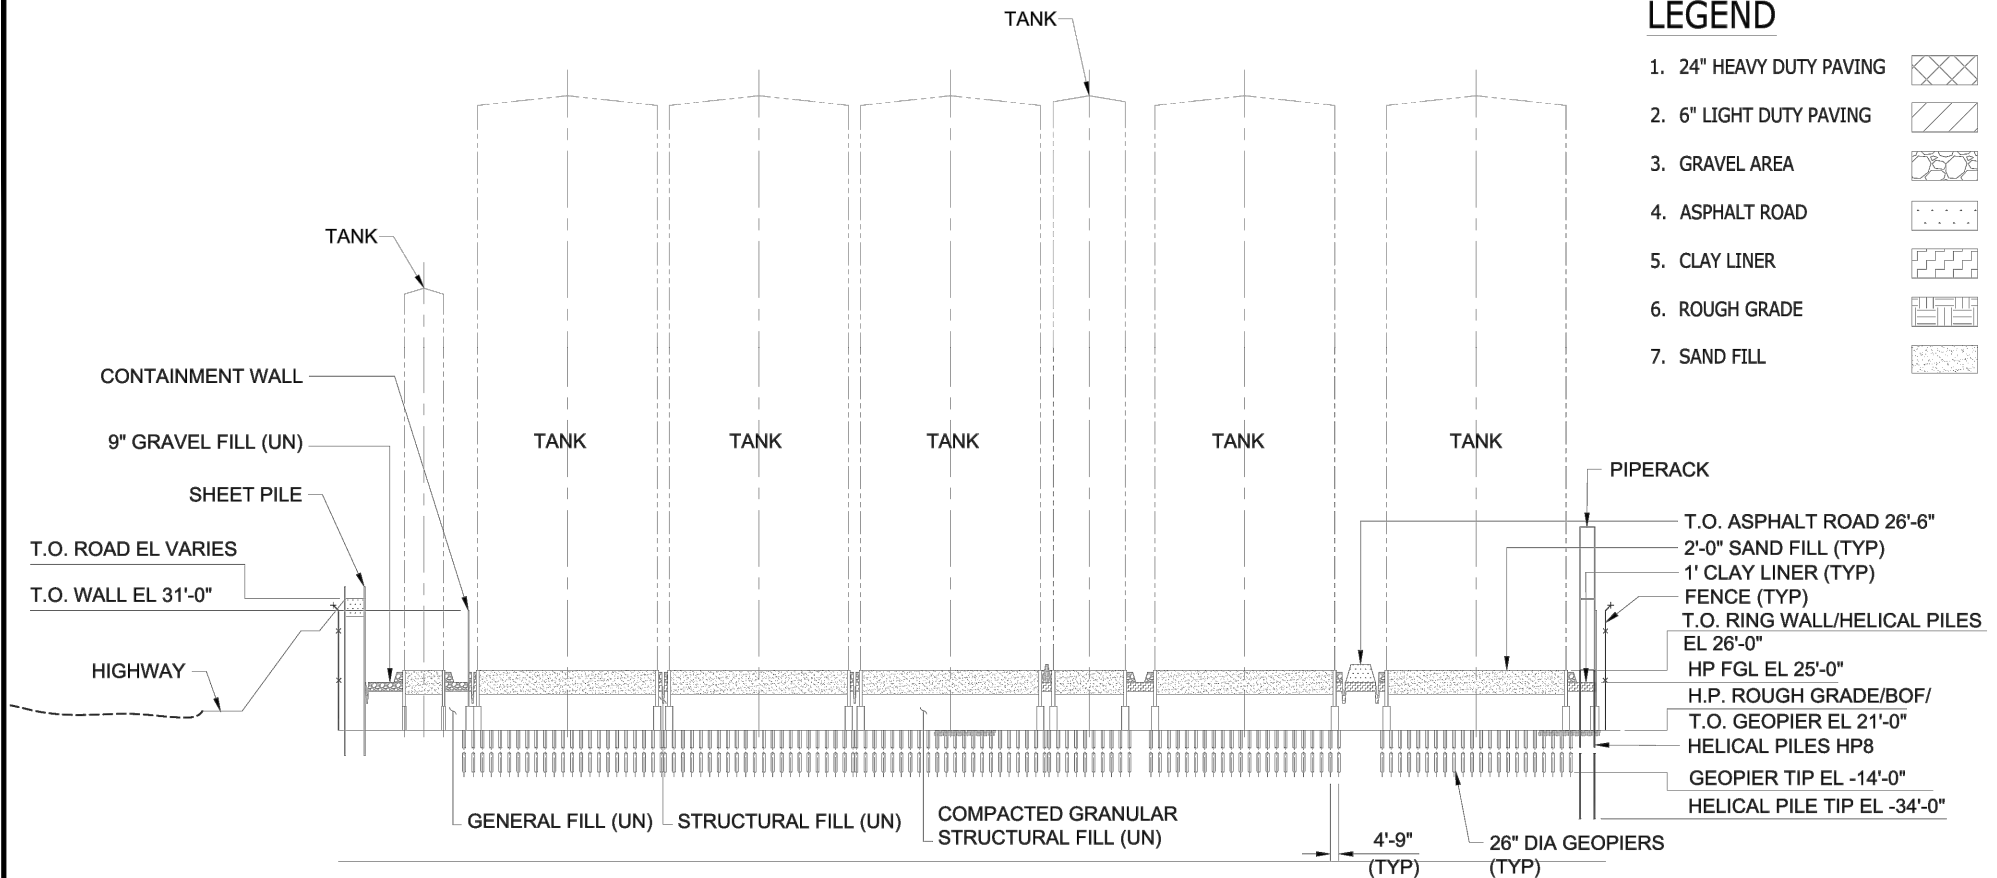 TANK
LEGEND
1. 24" HEAVY DUTY PAVING
2. 6" LIGHT DUTY PAVING
3. GRAVEL AREA
4. ASPHALT ROAD
5. CLAY LINER
6. ROUGH GRADE
7. SAND FILL
TANK
CONTAINMENT WALL
9" GRAVEL FILL (UN)
SHEET PILE
T.O. ROAD EL VARIES
T.O. WALL EL 31'-0"
HIGHWAY
TANK
TANK
TANK
TANK
TANK
PIPERACK
T.O. ASPHALT ROAD 26'-6"
2'-0" SAND FILL (TYP)
1' CLAY LINER (TYP)
FENCE (TYP)
T.O. RING WALL/HELICAL PILES
EL 26'-0"
HP FGL EL 25'-0"
H.P. ROUGH GRADE/BOF/
T.O. GEOPIER EL 21'-0"
HELICAL PILES HP8
GEOPIER TIP EL -14'-0"
HELICAL PILE TIP EL -34'-0"
GENERAL FILL (UN)
STRUCTURAL FILL (UN)
COMPACTED GRANULAR
STRUCTURAL FILL (UN)
4'-9"
(TYP)
26" DIA GEOPIERS
(TYP)